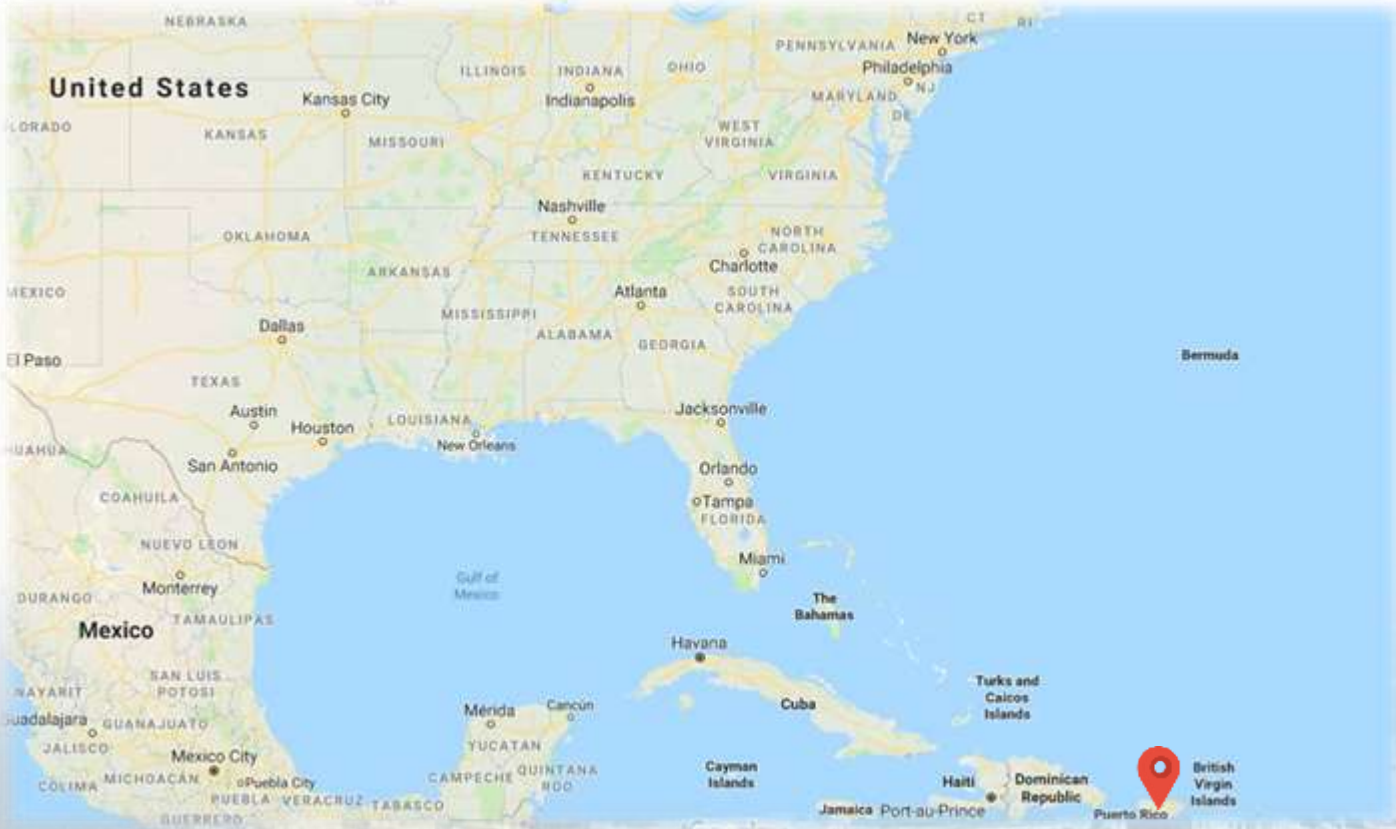 NEBRASKA
CT
RI
PENNSYLVANIA
New York
ILLINOIS
INDIANA
OHIO
Philadelphia
United States
NJ
Kansas City
Indianapolis
MARYLAND
DE
LORADO
KANSAS
MISSOURI
WEST
VIRGINIA
KENTUCKY
VIRGINIA
Nashville
TENNESSEE
OKLAHOMA
NORTH
CAROLINA
Charlotte
ARKANSAS
MEXICO
Atlanta
SOUTH
CAROLINA
MISSISSIPPI
Dallas
ALABAMA
GEORGIA
El Paso
Bermuda
TEXAS
Austin
LOUISIANA
Jacksonville
Houston
New Orleans
HUAHUA
San Antonio
Orlando
COAHUILA
Tampa
FLORIDA
NUEVO LEON
Miami
Monterrey
Gulf of
Mexico
DURANGO
The
Bahamas
TAMAULIPAS
Mexico
Havana
SAN LUIS
POTOSI
Turks and
Caicos
Islands
NAYARIT
Cuba
Mérida
Cancún
Guadalajara
GUANAJUATO
JALISCO
YUCATAN
Mexico City
Cayman
Islands
British
Virgin
Islands
COLIMA
MICHOACÁN
Puebla City
CAMPECHE
QUINTANA
ROO
Haiti
Dominican
Republic
PUEBLA
VERACRUZ
TABASCO
Jamaica
Port-au-Prince
Puerto Rico
GUERRERO